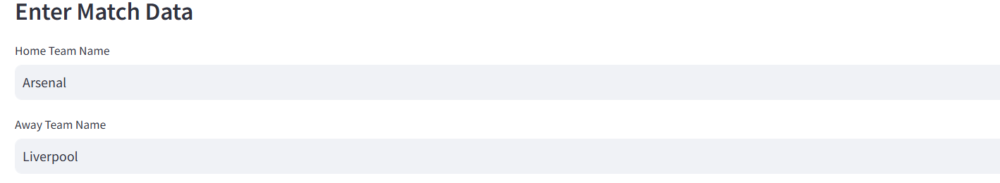 Enter Match Data
Home Team Name
Arsenal
Away Team Name
Liverpool